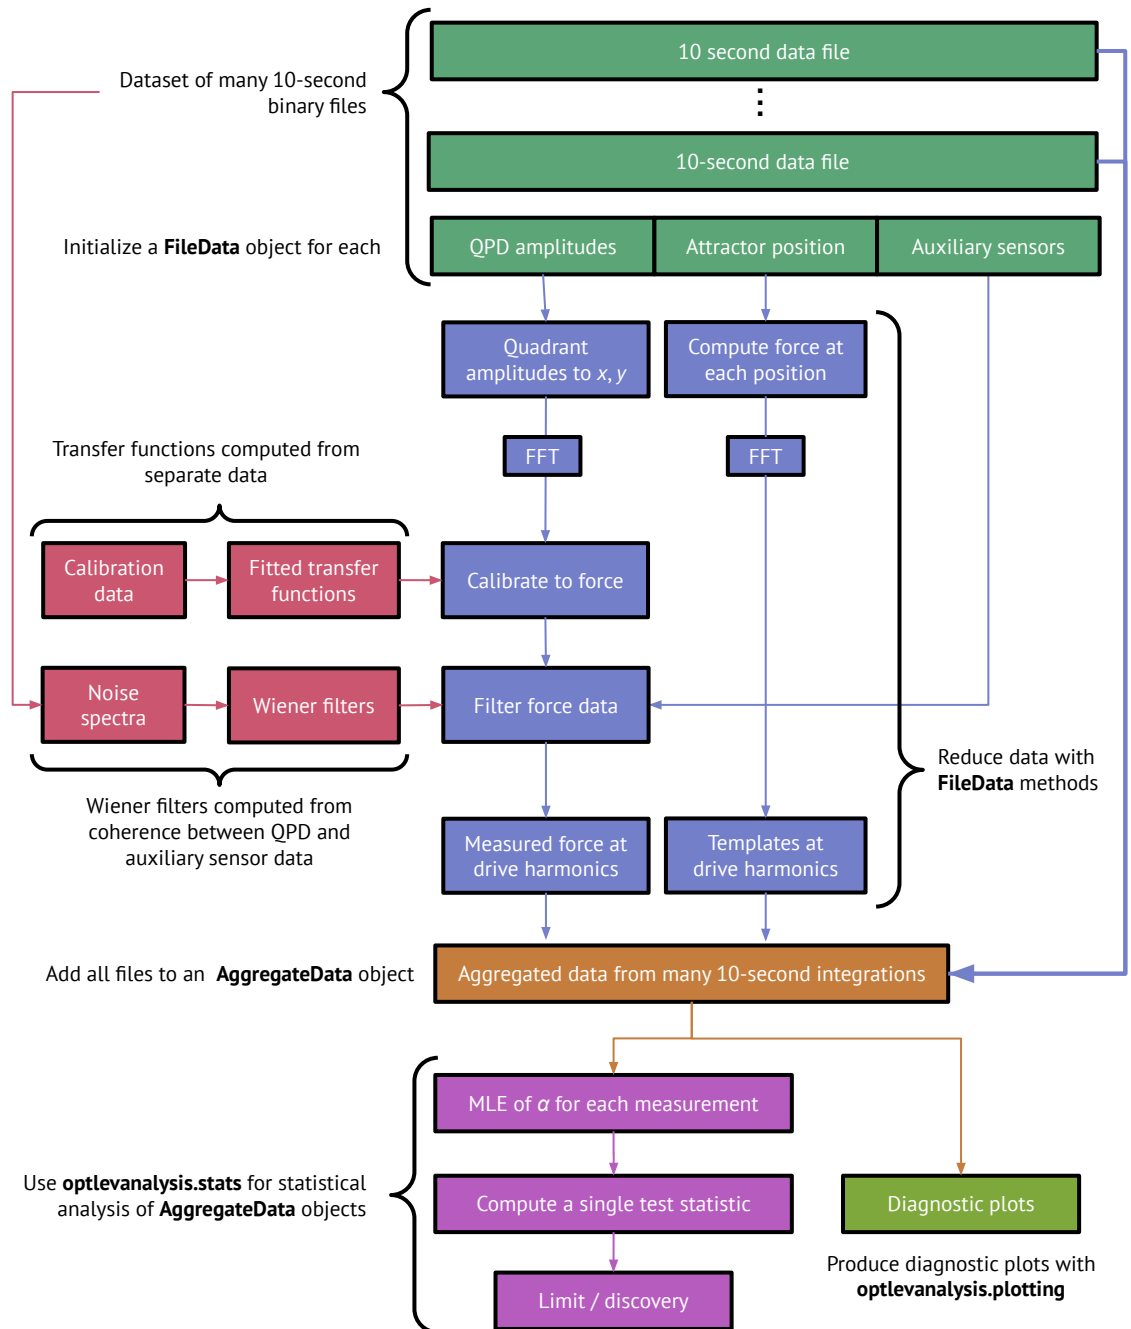 10 second data file
Dataset of many 10-second
binary files
10-second data file
Initialize a FileData object for each
QPD amplitudes
Attractor position
Auxiliary sensors
Quadrant
amplitudes to x, y
Compute force at
each position
FFT
FFT
Transfer functions computed from
separate data
Calibration
data
Fitted transfer
functions
Calibrate to force
Noise
spectra
Wiener filters
Filter force data
Reduce data with
FileData methods
Wiener filters computed from
coherence between QPD and
auxiliary sensor data
Measured force at
drive harmonics
Templates at
drive harmonics
Add all files to an AggregateData object
Aggregated data from many 10-second integrations
MLE of α for each measurement
Use optlevanalysis.stats for statistical
analysis of AggregateData objects
Compute a single test statistic
Diagnostic plots
Produce diagnostic plots with
optlevanalysis.plotting
Limit / discovery